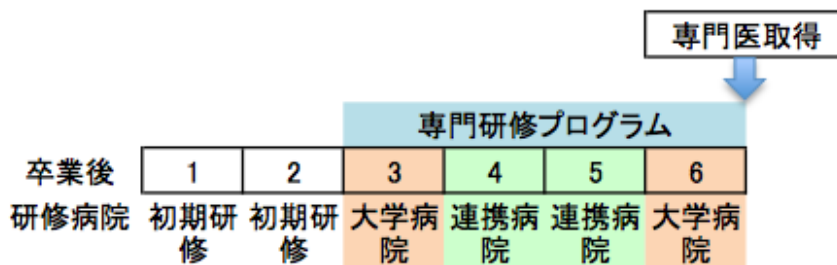 専門医取得
専門研修プログラム
卒業後 1 2 3 4 5 6
研修病院 初期研修 初期研修 大学病院 連携病院 連携病院 大学病院